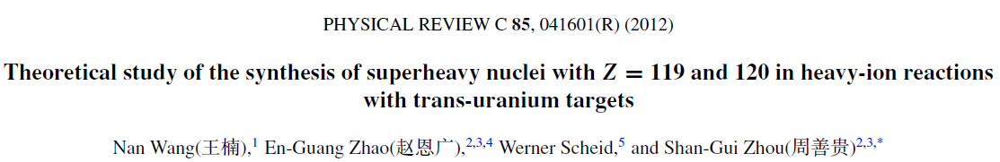 PHYSICAL REVIEW C 85, 041601(R) (2012)
Theoretical study of the synthesis of superheavy nuclei with Z = 119 and 120 in heavy-ion reactions
with trans-uranium targets
Nan Wang(王楠),1 En-Guang Zhao(赵恩广),2,3,4 Werner Scheid,5 and Shan-Gui Zhou(周善贵)2,3,*